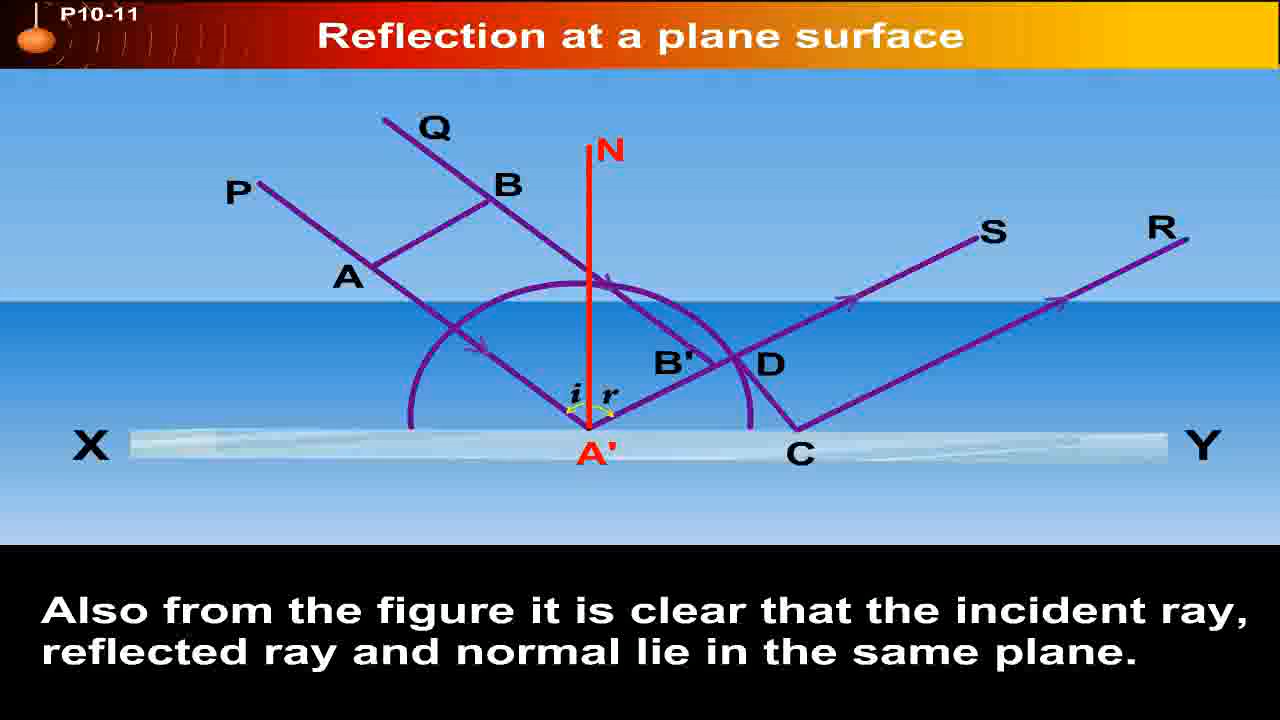 P10-11
Reflection at a plane surface
Q
N
B
P
S
R
A
B'
D
i
r
X
A'
C
Y
Also from the figure it is clear that the incident ray,
reflected ray and normal lie in the same plane.